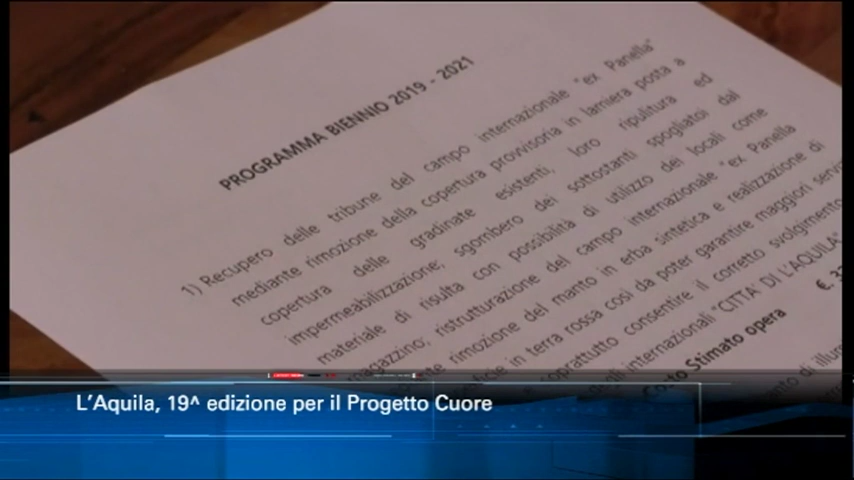 PROGRAMMA BIENNIO 2019 - 2021
1) Recupero delle tribune del campo internazionale "ex Panella"
mediante rimozione della copertura provvisoria in lamiera posta a
copertura delle gradinate esistenti, loro ripulitura ed
impermeabilizzazione; sgombero dei sottostanti spogliatoi dal
materiale di risulta con possibilità di utilizzo dei locali come
magazzino; ristrutturazione del campo internazionale "ex Panella
rimozione del manto in erba sintetica e realizzazione di
in terra rossa così da poter garantire maggiori
soprattutto consentire il corretto svolgimento
internazionali "CITTA' DI L'AQUILA"
Costo Stimato opera €.
L'Aquila, 19^ edizione per il Progetto Cuore